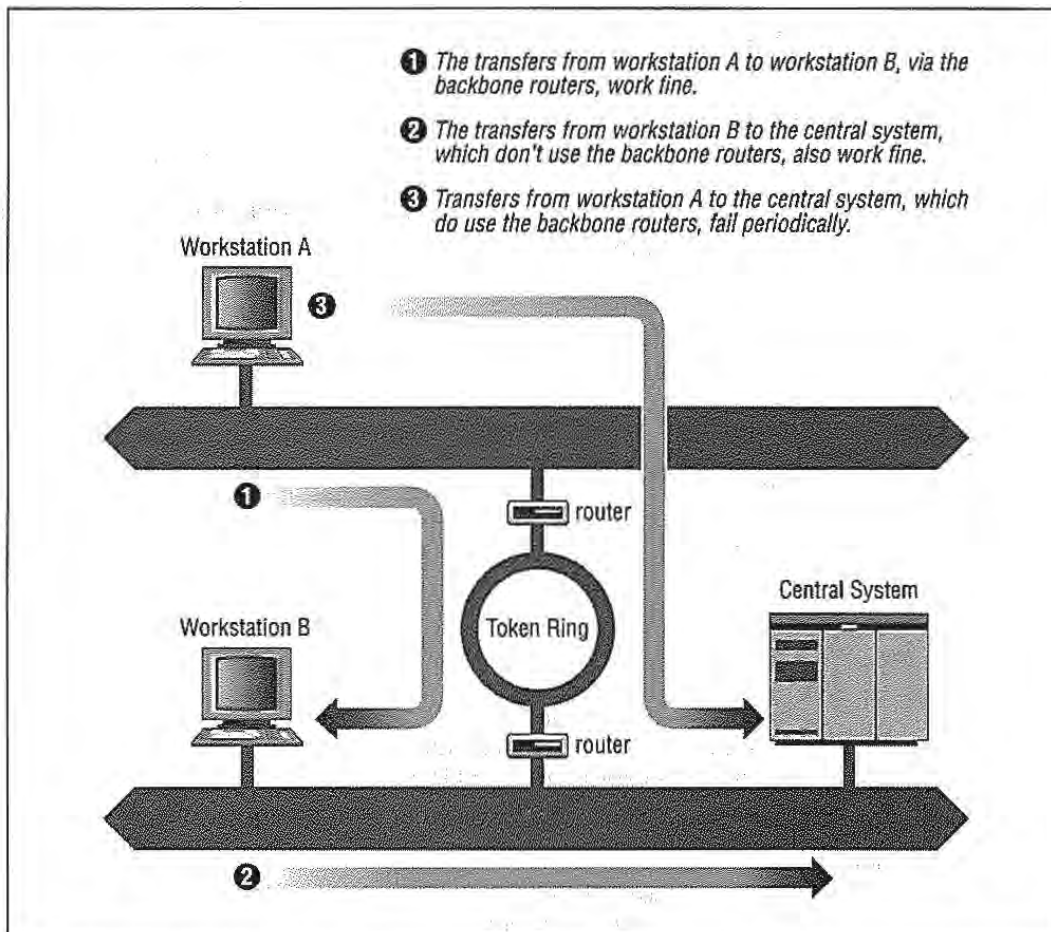 ❶ The transfers from workstation A to workstation B, via the
backbone routers, work fine.
❷ The transfers from workstation B to the central system,
which don't use the backbone routers, also work fine.
❸ Transfers from workstation A to the central system, which
do use the backbone routers, fail periodically.
Workstation A
❸
❶
router
Central System
Workstation B
Token Ring
router
❷